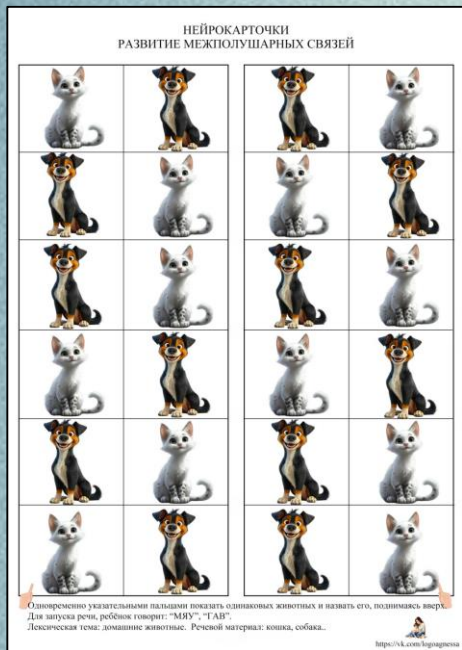 НЕЙРОКАРТОЧКИ
РАЗВИТИЕ МЕЖПОЛУШАРНЫХ СВЯЗЕЙ
Одновременно указательными пальцами показать одинаковых животных и назвать его, поднимаясь вверх.
Для запуска речи, ребёнок говорит: "МЯУ", "ГАВ".
Лексическая тема: домашние животные. Речевой материал: кошка, собака..
https://vk.com/logoagnessa